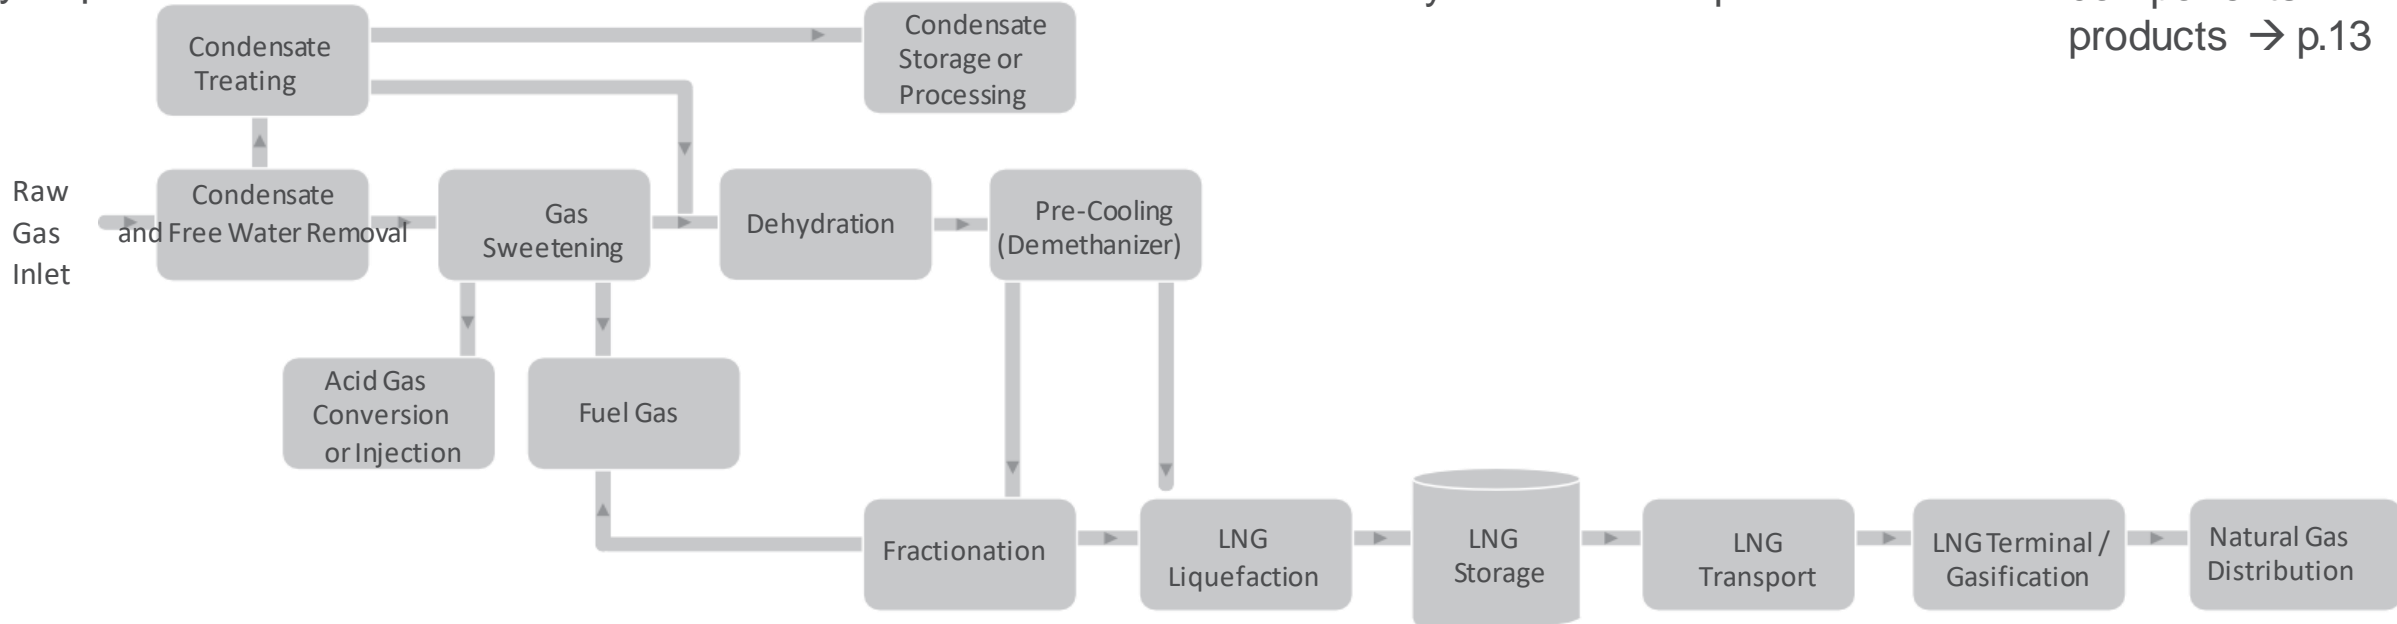 products → p.13
Condensate
Treating
Condensate
Storage or
Processing
Raw
Gas
Inlet
Condensate
and Free Water Removal
Gas
Sweetening
Dehydration
Pre-Cooling
(Demethanizer)
Acid Gas
Conversion
or Injection
Fuel Gas
Fractionation
LNG
Liquefaction
LNG
Storage
LNG
Transport
LNG Terminal /
Gasification
Natural Gas
Distribution